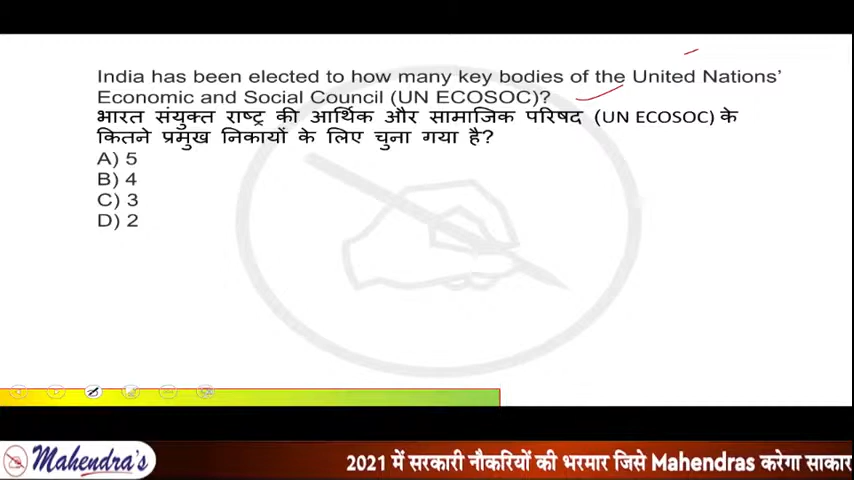 India has been elected to how many key bodies of the United Nations’
Economic and Social Council (UN ECOSOC)?
भारत संयुक्त राष्ट्र की आर्थिक और सामाजिक परिषद (UN ECOSOC) के
कितने प्रमुख निकायों के लिए चुना गया है?
A) 5
B) 4
C) 3
D) 2
Mahendra's
2021 में सरकारी नौकरियों की भरमार जिसे Mahendras करेगा साकार